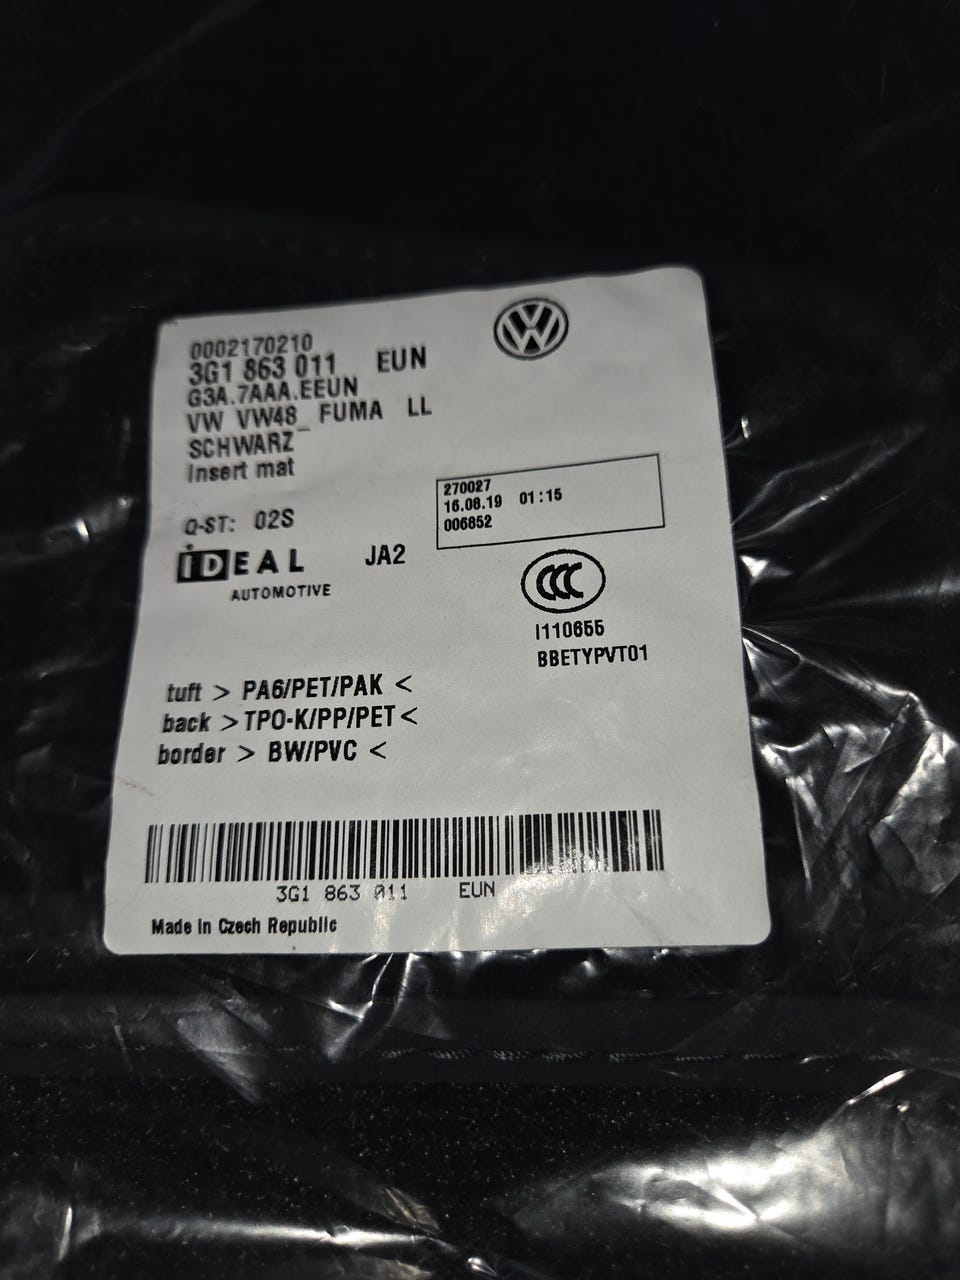 0002170210
3G1 863 011 EUN
G3A.7AAA.EEUN
VW VW48_ FUMA LL
SCHWARZ
Insert mat
270027
16.08.19 01:15
006852
Q-ST: 02S
iDEAL JA2
AUTOMOTIVE
CCC
I110655
BBETYPVT01
tuft > PA6/PET/PAK <
back >TPO-K/PP/PET<
border > BW/PVC <
3G1 863 011 EUN
Made in Czech Republic